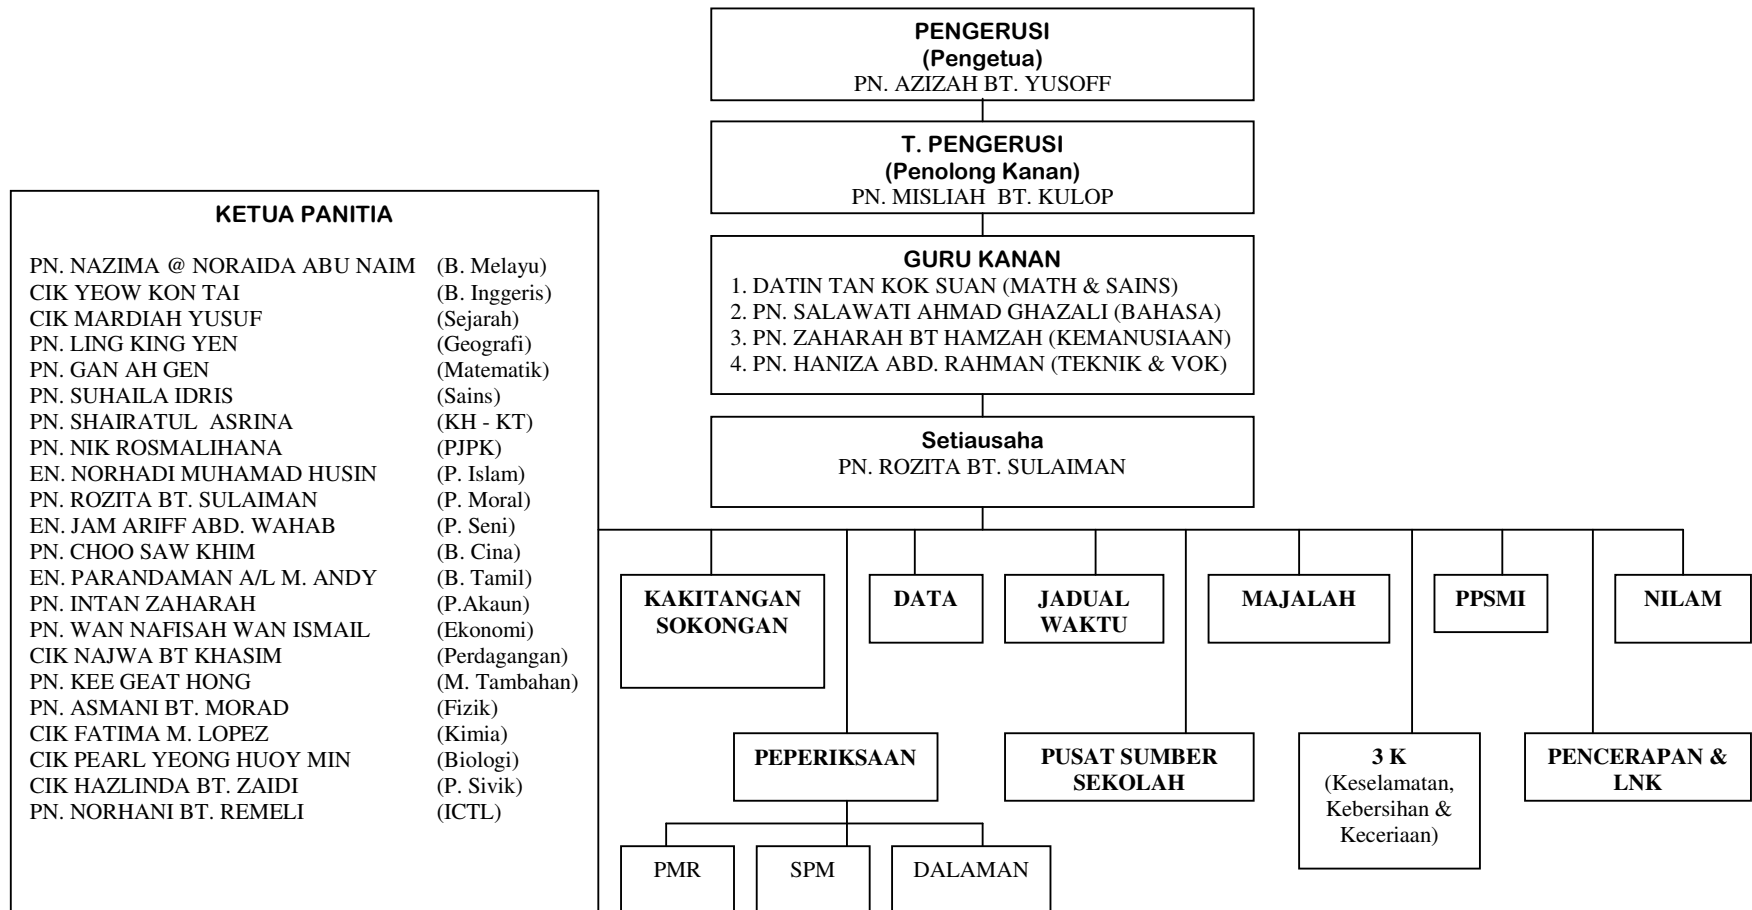 PENGERUSI
(Pengetua)
PN. AZIZAH BT. YUSOFF
T. PENGERUSI
(Penolong Kanan)
PN. MISLIAH BT. KULOP
GURU KANAN
1. DATIN TAN KOK SUAN (MATH & SAINS)
2. PN. SALAWATI AHMAD GHAZALI (BAHASA)
3. PN. ZAHARAH BT HAMZAH (KEMANUSIAAN)
4. PN. HANIZA ABD. RAHMAN (TEKNIK & VOK)
Setiausaha
PN. ROZITA BT. SULAIMAN
KETUA PANITIA
PN. NAZIMA @ NORAIDA ABU NAIM (B. Melayu)
CIK YEOW KON TAI (B. Inggeris)
CIK MARDIAH YUSUF (Sejarah)
PN. LING KING YEN (Geografi)
PN. GAN AH GEN (Matematik)
PN. SUHAILA IDRIS (Sains)
PN. SHAIRATUL ASRINA (KH - KT)
PN. NIK ROSMALIHANA (PJPK)
EN. NORHADI MUHAMAD HUSIN (P. Islam)
PN. ROZITA BT. SULAIMAN (P. Moral)
EN. JAM ARIFF ABD. WAHAB (P. Seni)
PN. CHOO SAW KHIM (B. Cina)
EN. PARANDAMAN A/L M. ANDY (B. Tamil)
PN. INTAN ZAHARAH (P.Akaun)
PN. WAN NAFISAH WAN ISMAIL (Ekonomi)
CIK NAJWA BT KHASIM (Perdagangan)
PN. KEE GEAT HONG (M. Tambahan)
PN. ASMANI BT. MORAD (Fizik)
CIK FATIMA M. LOPEZ (Kimia)
CIK PEARL YEONG HUOY MIN (Biologi)
CIK HAZLINDA BT. ZAIDI (P. Sivik)
PN. NORHANI BT. REMELI (ICTL)
KAKITANGAN
SOKONGAN
DATA
JADUAL
WAKTU
MAJALAH
PPSMI
NILAM
PEPERIKSAAN
PUSAT SUMBER
SEKOLAH
3 K
(Keselamatan,
Kebersihan &
Keceriaan)
PENCERAPAN &
LNK
PMR
SPM
DALAMAN